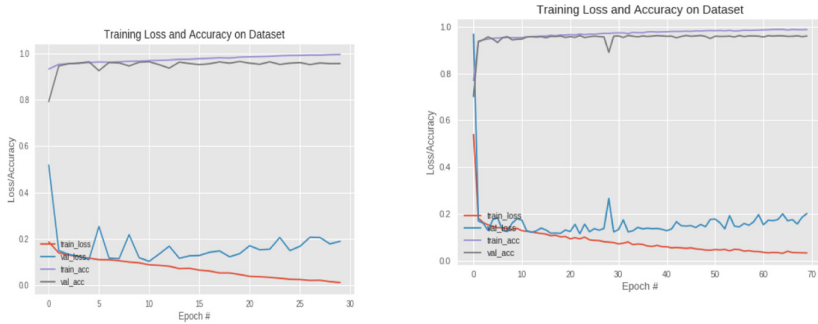 Training Loss and Accuracy on Dataset
Loss/Accuracy
1.0
0.8
0.6
0.4
0.2
0.0
train_loss
val_loss
train_acc
val_acc
0 5 10 15 20 25 30
Epoch #
Training Loss and Accuracy on Dataset
Loss/Accuracy
1.0
0.8
0.6
0.4
0.2
0.0
train_loss
val_loss
train_acc
val_acc
0 10 20 30 40 50 60 70
Epoch #